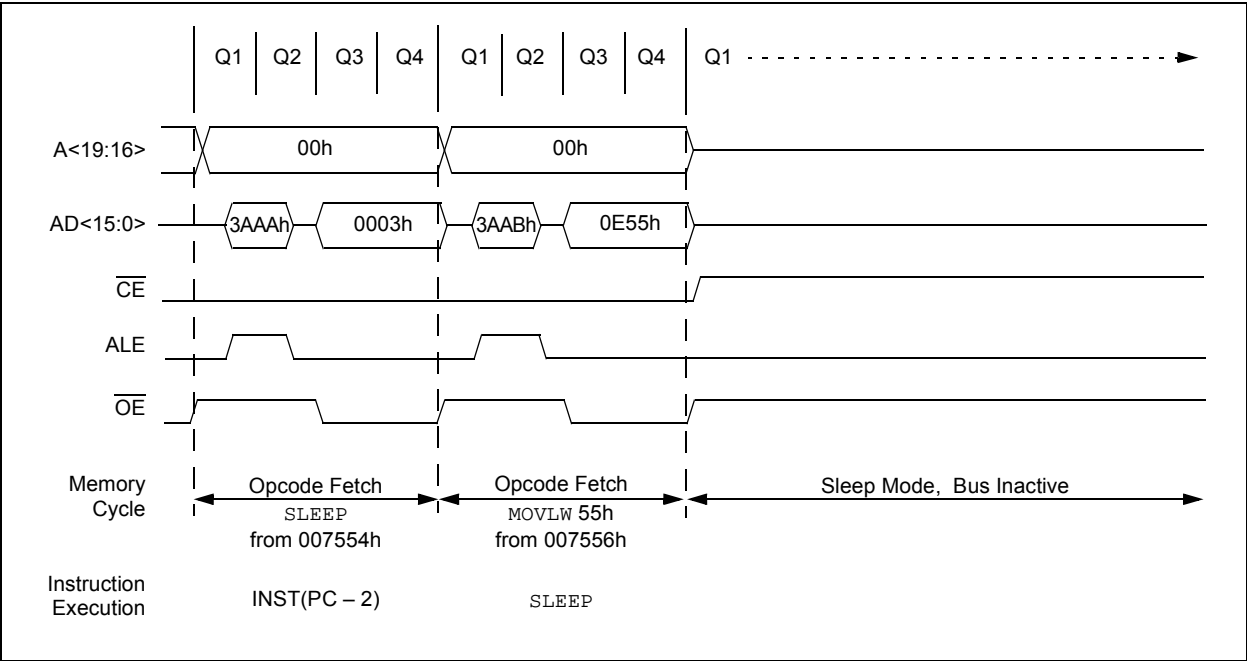 Q1 Q2 Q3 Q4 Q1 Q2 Q3 Q4 Q1
A<19:16> 00h 00h
AD<15:0> 3AAAh 0003h 3AABh 0E55h
CE
ALE
OE
Memory Cycle
Opcode Fetch
SLEEP
from 007554h
Opcode Fetch
MOVLW 55h
from 007556h
Sleep Mode, Bus Inactive
Instruction Execution
INST(PC – 2)
SLEEP